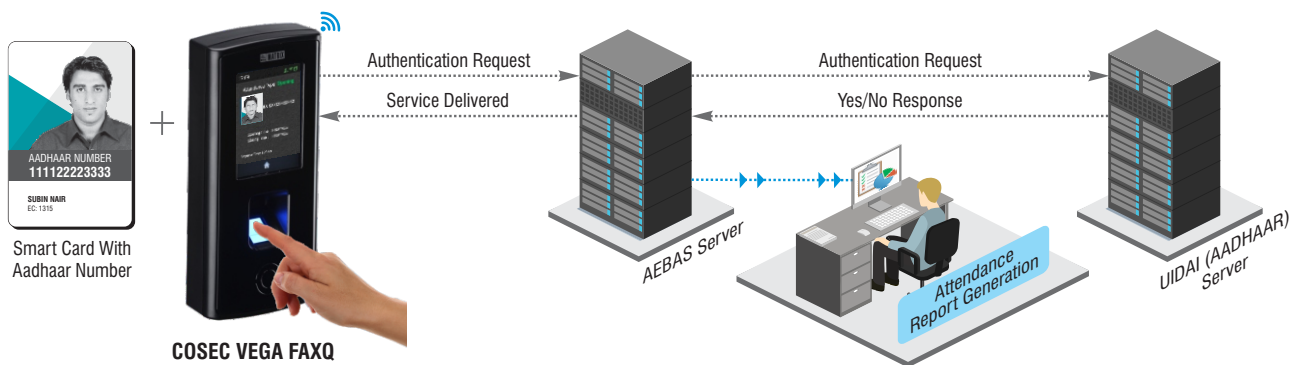 AADHAAR NUMBER
111122223333
SUBIN NAIR
EC: 1315
Smart Card With
Aadhaar Number
COSEC VEGA FAXQ
Authentication Request
Service Delivered
AEBAS Server
Authentication Request
Yes/No Response
Attendance
Report Generation
UIDAI (AADHAAR)
Server